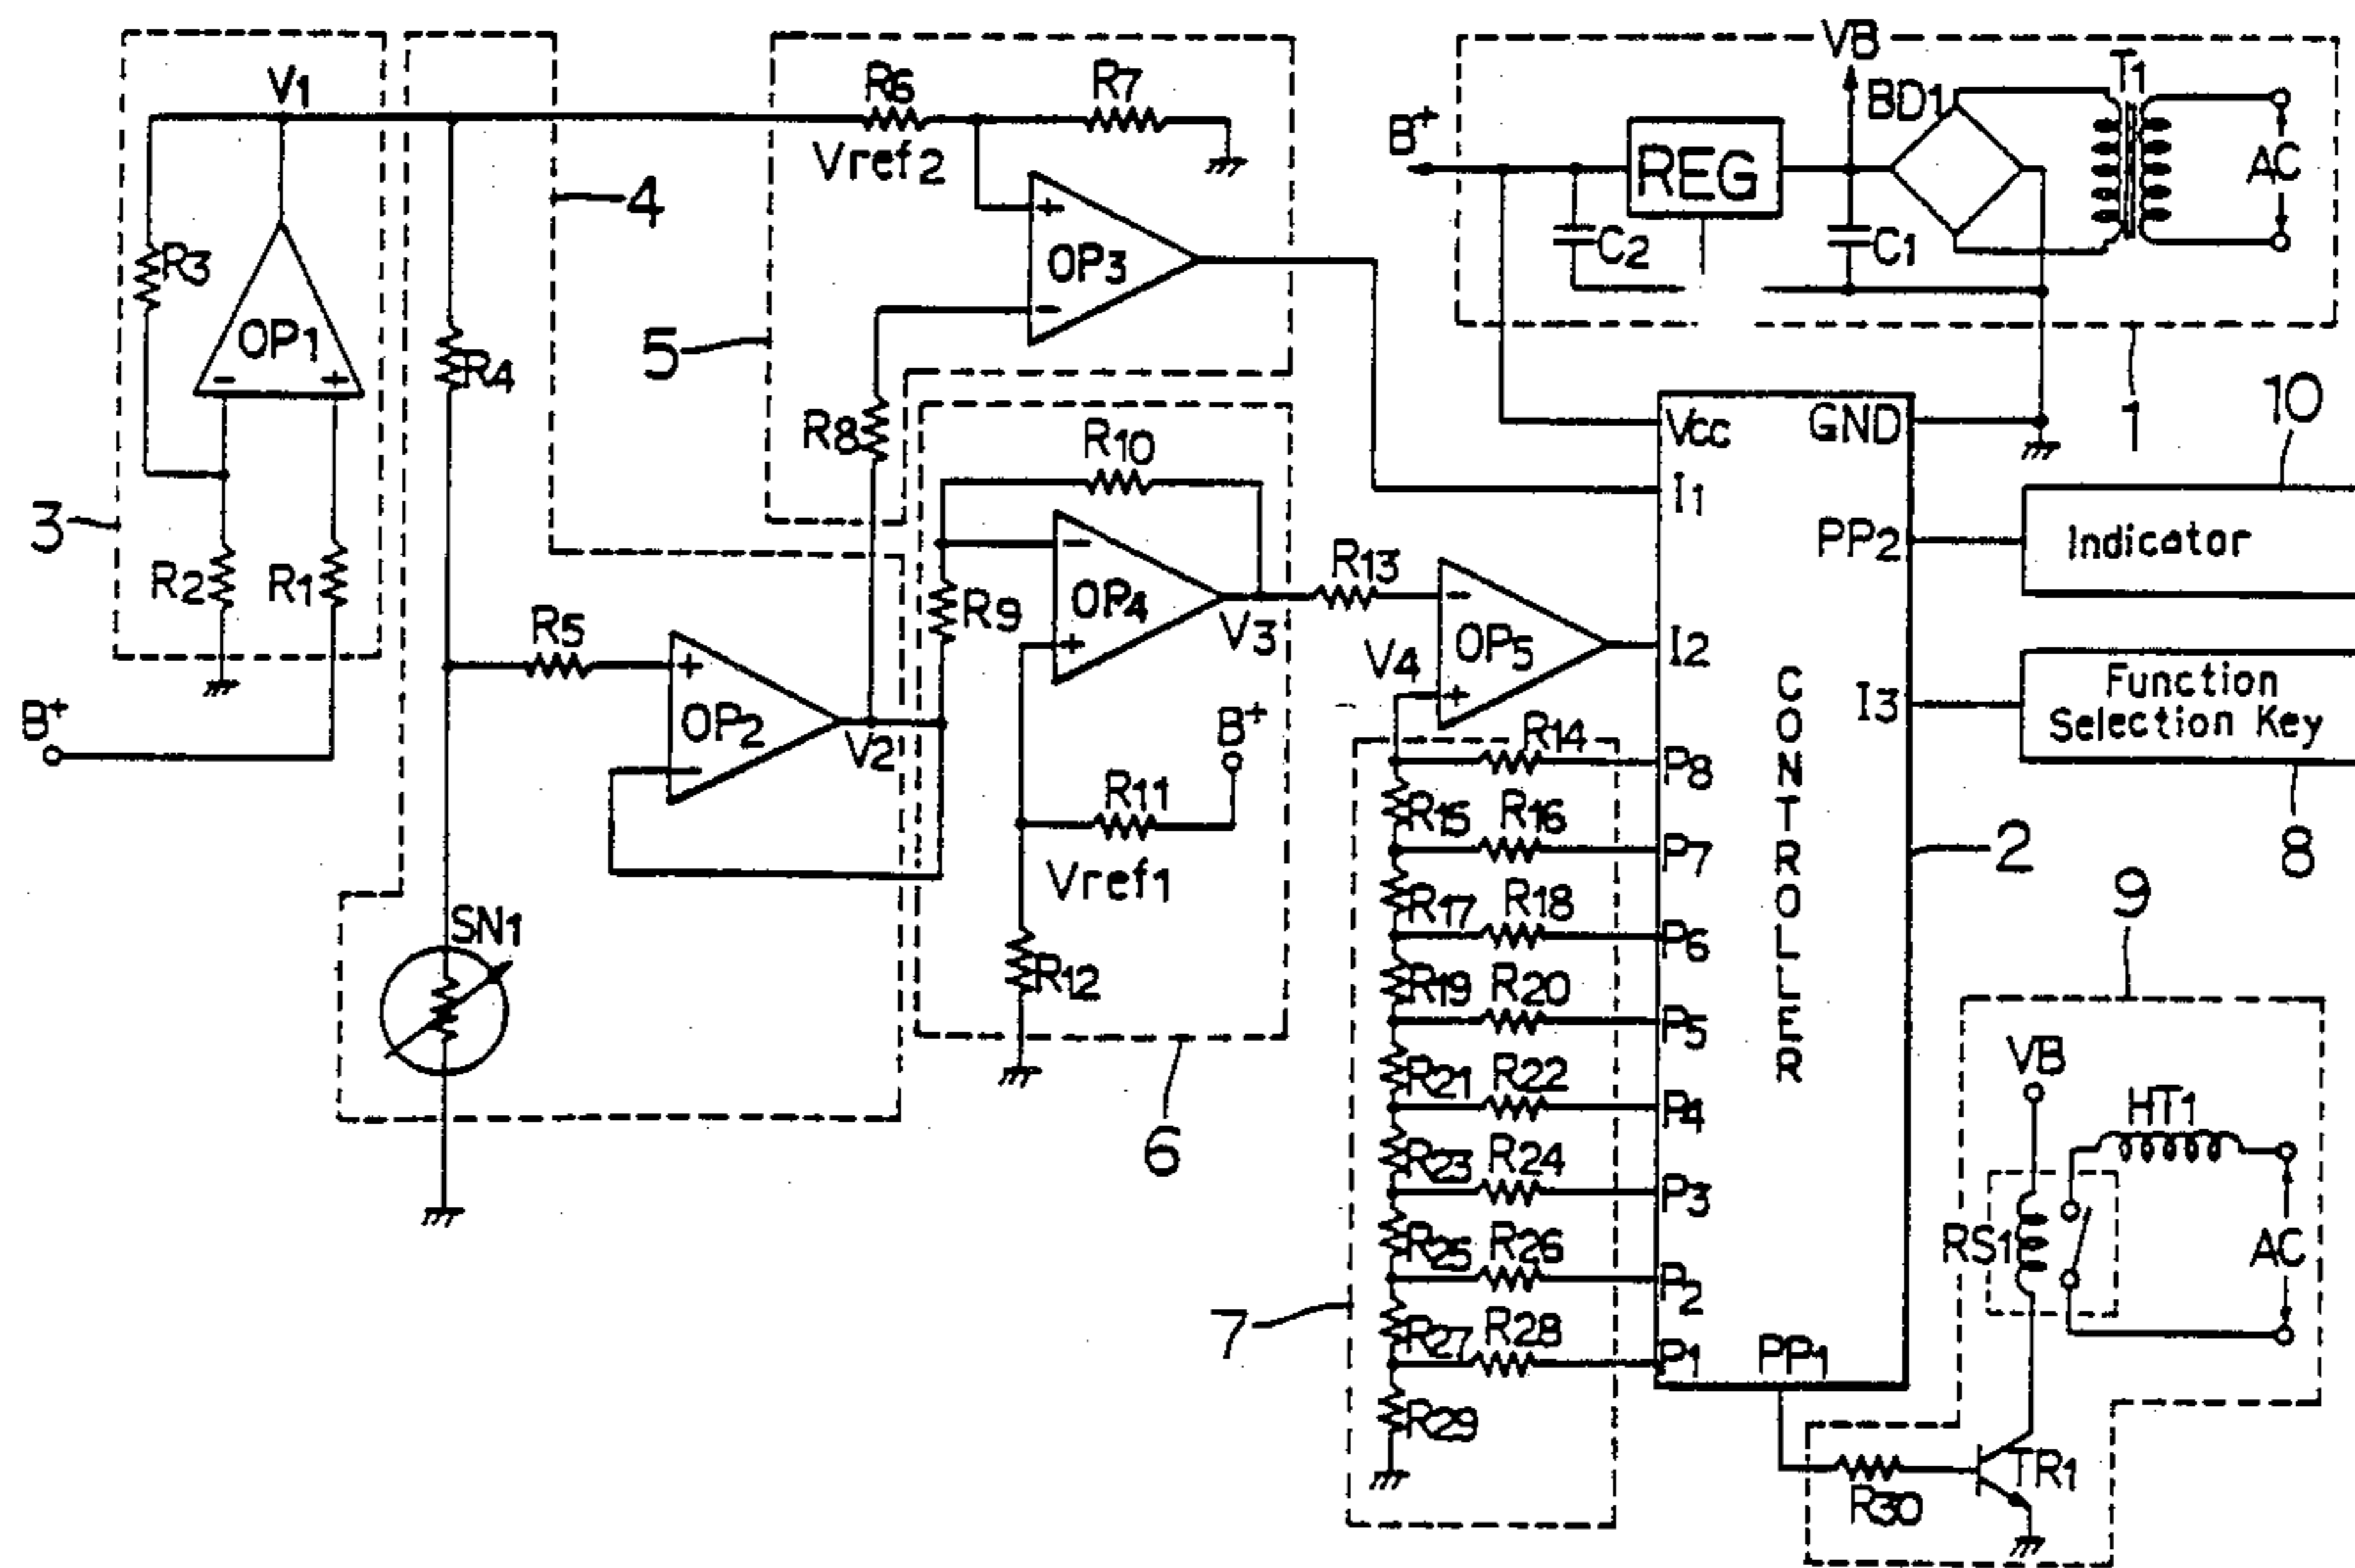 V1
R3
OP1
-
+
R2
R1
B+
3
R4
4
R5
+
OP2
-
V2
SN1
5
R6
R7
Vref2
+
OP3
-
R8
R10
R9
-
OP4
+
V3
B+
R11
Vref1
R12
6
R13
-
OP5
+
V4
R14
R15
R16
R17
R18
R19
R20
R21
R22
R23
R24
R25
R26
R27
R28
R29
7
VB
B+
REG
BD1
T1
AC
C2
C1
1
Vcc
GND
I1
PP2
I2
I3
P8
P7
P6
P5
P4
P3
P2
P1
PP1
CONTROLLER
2
10
Indicator
Function
Selection Key
8
9
VB
HT1
RS1
AC
TR1
R30